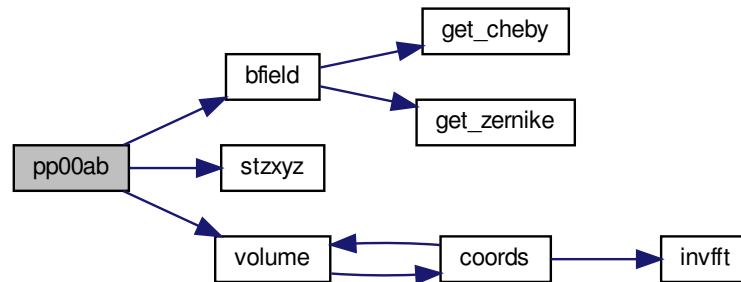 get_cheby
bfield
get_zernike
pp00ab
stzxyz
volume
coords
invfft